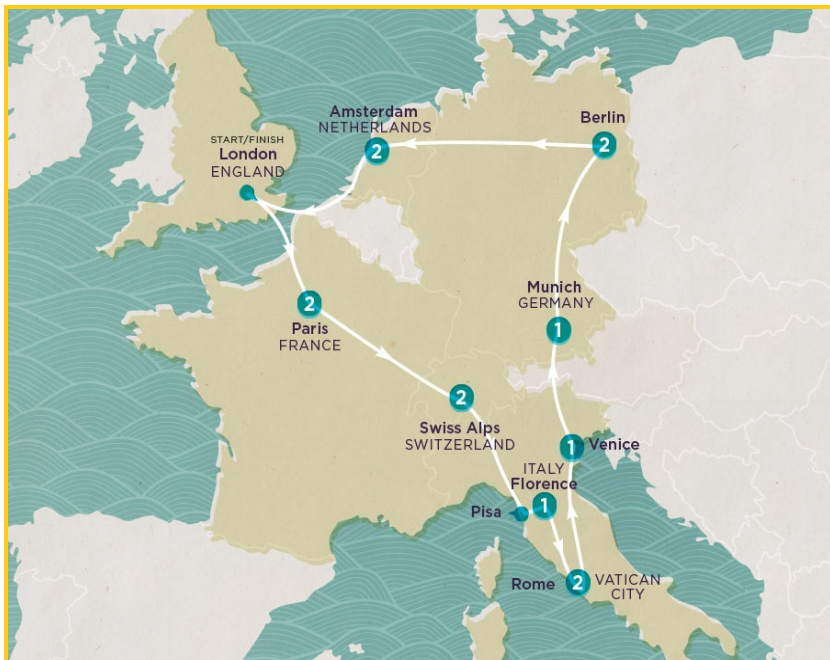 Amsterdam
NETHERLANDS
2
Berlin
2
START/FINISH
London
ENGLAND
2
Paris
FRANCE
Munich
GERMANY
1
2
Swiss Alps
SWITZERLAND
1
Venice
ITALY
Florence
1
Pisa
Rome
2
VATICAN
CITY